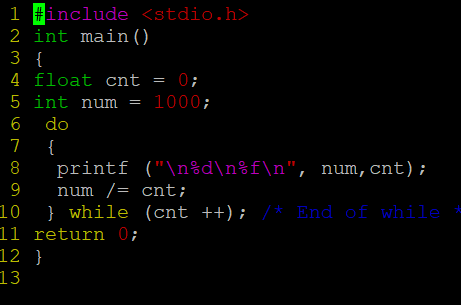 1 #include <stdio.h>
2 int main()
3 {
4 float cnt = 0;
5 int num = 1000;
6  do
7  {
8   printf ("\n%d\n%f\n", num,cnt);
9   num /= cnt;
10  } while (cnt ++); /* End of while *
11 return 0;
12 }
13